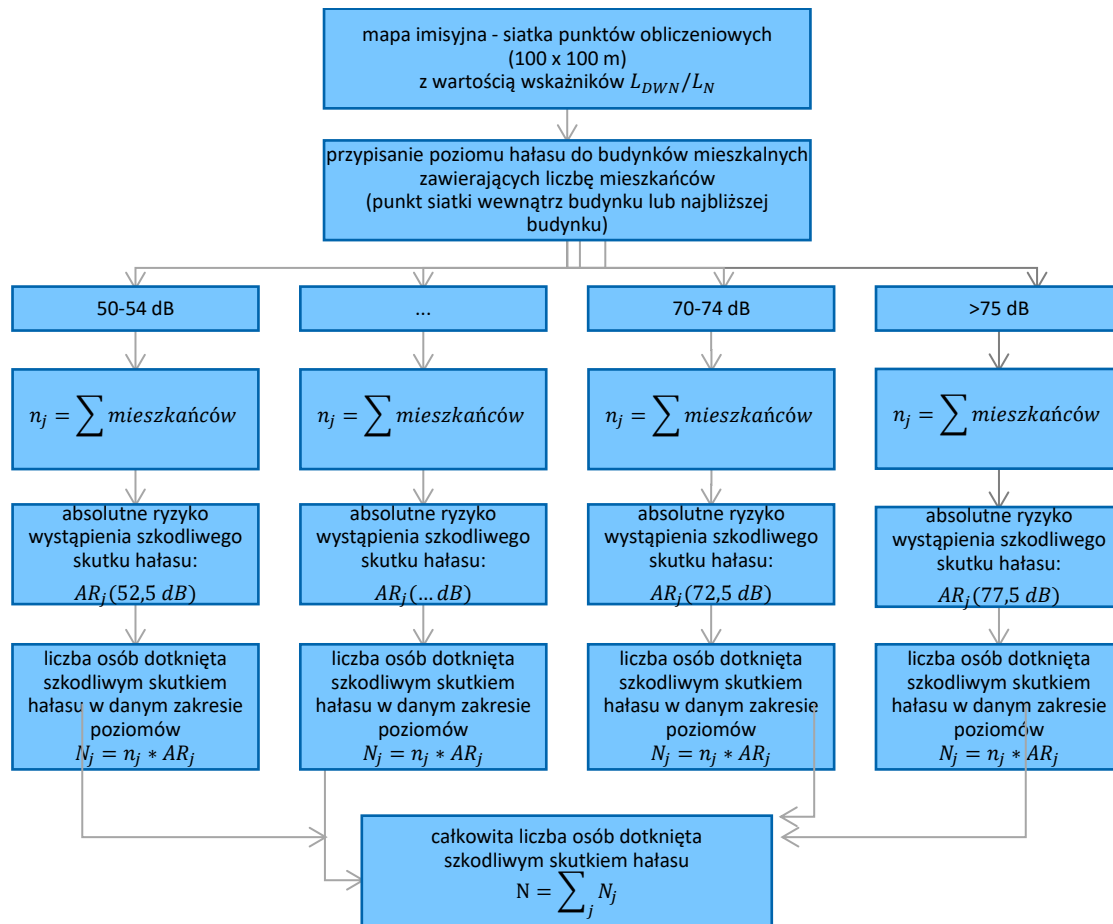 mapa imisyjna - siatka punktów obliczeniowych
(100 x 100 m)
z wartością wskażników L_{DWN}/L_N
przypisanie poziomu hałasu do budynków mieszkalnych
zawierających liczbę mieszkańców
(punkt siatki wewnątrz budynku lub najbliższej
budynku)
50-54 dB
...
70-74 dB
>75 dB
n_j = ∑ mieszkańców
n_j = ∑ mieszkańców
n_j = ∑ mieszkańców
n_j = ∑ mieszkańców
absolutne ryzyko
wystąpienia szkodliwego
skutku hałasu:
AR_j(52,5 dB)
absolutne ryzyko
wystąpienia szkodliwego
skutku hałasu:
AR_j(... dB)
absolutne ryzyko
wystąpienia szkodliwego
skutku hałasu:
AR_j(72,5 dB)
absolutne ryzyko
wystąpienia szkodliwego
skutku hałasu:
AR_j(77,5 dB)
liczba osób dotknięta
szkodliwym skutkiem
hałasu w danym zakresie
poziomów
N_j = n_j * AR_j
liczba osób dotknięta
szkodliwym skutkiem
hałasu w danym zakresie
poziomów
N_j = n_j * AR_j
liczba osób dotknięta
szkodliwym skutkiem
hałasu w danym zakresie
poziomów
N_j = n_j * AR_j
liczba osób dotknięta
szkodliwym skutkiem
hałasu w danym zakresie
poziomów
N_j = n_j * AR_j
całkowita liczba osób dotknięta
szkodliwym skutkiem hałasu
N = ∑_j N_j